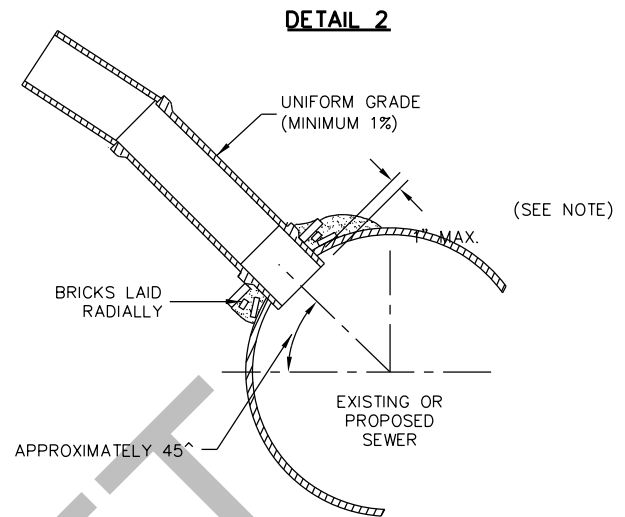 DETAIL 2
UNIFORM GRADE
(MINIMUM 1%)
(SEE NOTE)
1" MAX.
BRICKS LAID
RADIALLY
EXISTING OR
PROPOSED
SEWER
APPROXIMATELY 45^